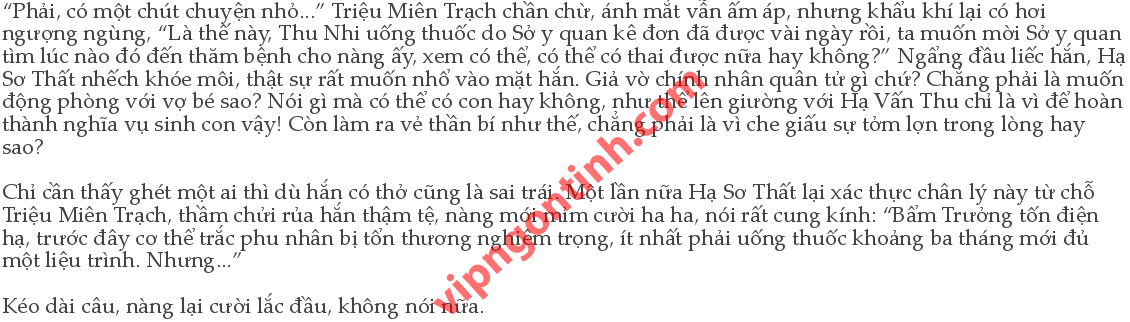 “Phải, có một chút chuyện nhỏ...” Triệu Miên Trạch chần chừ, ánh mắt vẫn ấm áp, nhưng khẩu khí lại có hơi
ngượng ngùng, “Là thế này, Thu Nhi uống thuốc do Sở y quan kê đơn đã được vài ngày rồi, ta muốn mời Sở y quan
tìm lúc nào đó đến thăm bệnh cho nàng ấy, xem có thể, có thể có thai được nữa hay không?” Ngẩng đầu liếc hắn, Hạ
Sơ Thất nhếch khóe môi, thật sự rất muốn nhổ vào mặt hắn. Giả vờ chính nhân quân tử gì chứ? Chẳng phải là muốn
động phòng với vợ bé sao? Nói gì mà có thể có con hay không, như thể lên giường với Hạ Vấn Thu chỉ là vì để hoàn
thành nghĩa vụ sinh con vậy! Còn làm ra vẻ thần bí như thế, chẳng phải là vì che giấu sự tởm lợn trong lòng hay
sao?
Chỉ cần thấy ghét một ai thì dù hắn có thở cũng là sai trái. Một lần nữa Hạ Sơ Thất lại xác thực chân lý này từ chỗ
Triệu Miên Trạch, thầm chửi rủa hắn thậm tệ, nàng mới mỉm cười ha ha, nói rất cung kính: “Bẩm Trưởng tốn điện
hạ, trước đây cơ thể trắc phu nhân bị tổn thương nghiêm trọng, ít nhất phải uống thuốc khoảng ba tháng mới đủ
một liệu trình. Nhưng...”
Kéo dài câu, nàng lại cười lắc đầu, không nói nữa.
vipngontinh.com